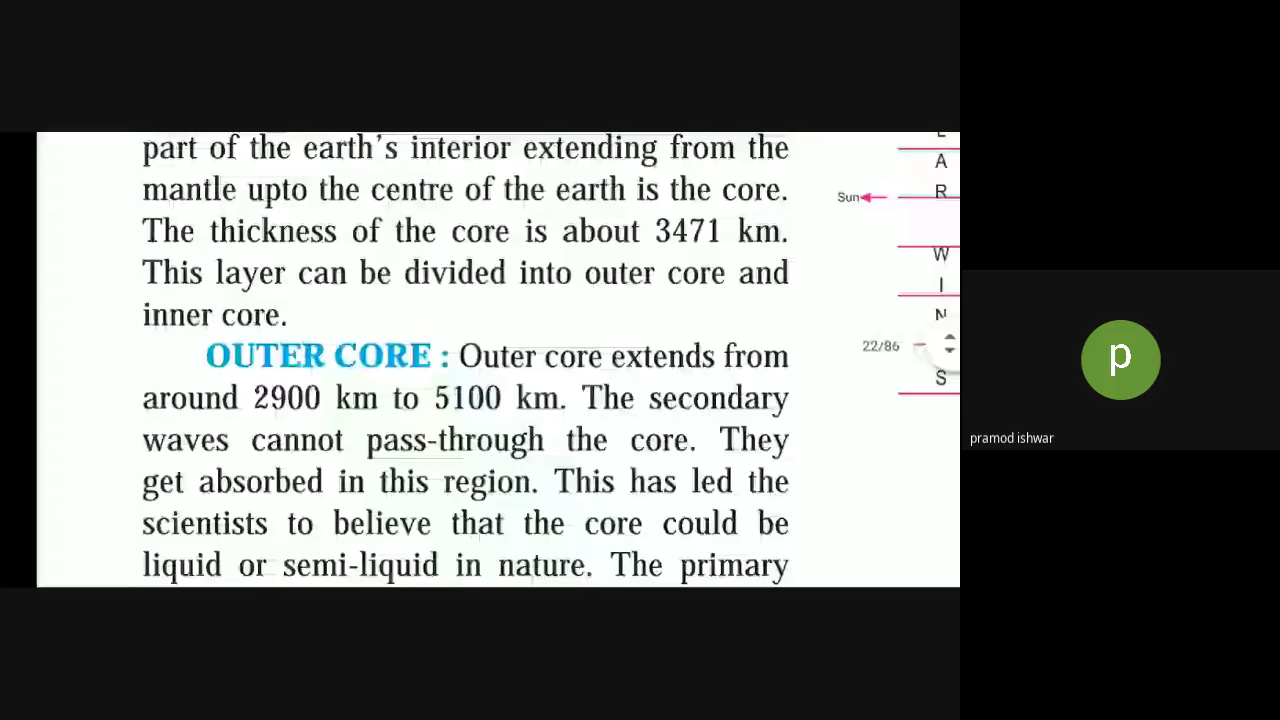 part of the earth's interior extending from the
mantle upto the centre of the earth is the core.
The thickness of the core is about 3471 km.
This layer can be divided into outer core and
inner core.
OUTER CORE : Outer core extends from
around 2900 km to 5100 km. The secondary
waves cannot pass-through the core. They
get absorbed in this region. This has led the
scientists to believe that the core could be
liquid or semi-liquid in nature. The primary
A
R
Sun
W
I
N
22/86
S
p
pramod ishwar